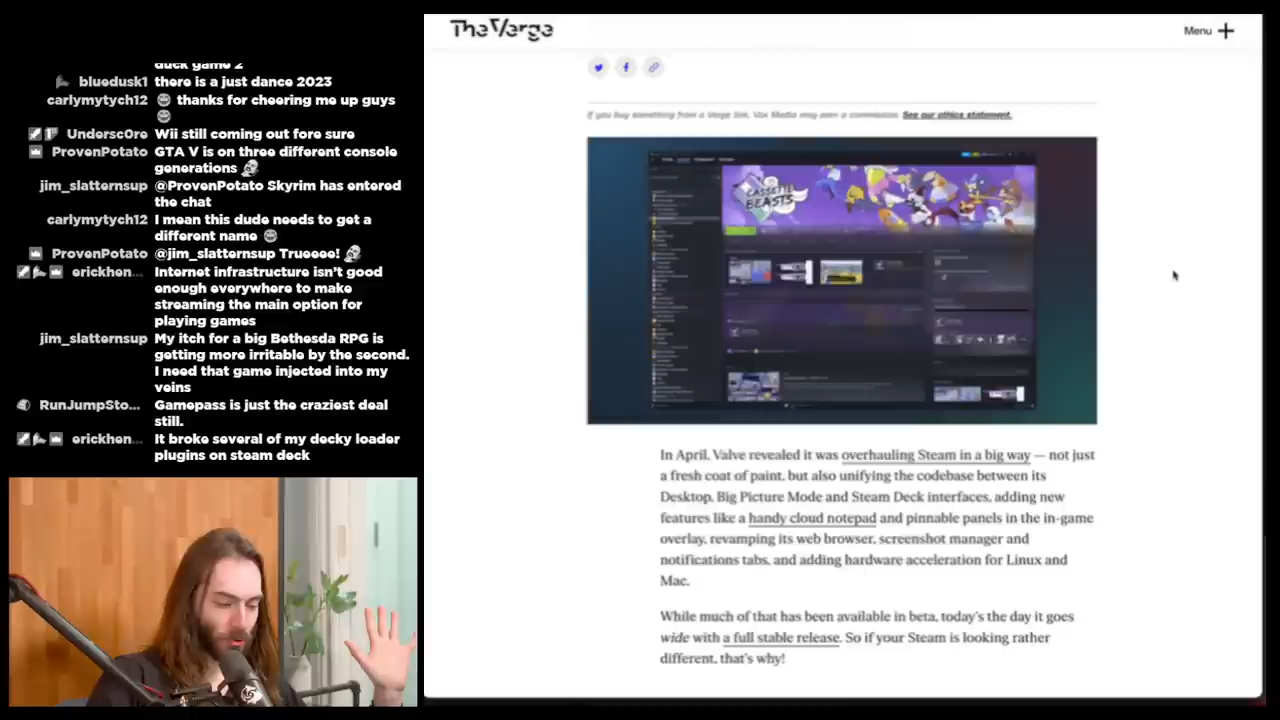 duck game 2
bluedusk1 there is a just dance 2023
carlymytych12 thanks for cheering me up guys
UnderscOre Wii still coming out fore sure
ProvenPotato GTA V is on three different console
generations
jim_slatternsup @ProvenPotato Skyrim has entered
the chat
carlymytych12 I mean this dude needs to get a
different name
ProvenPotato @jim_slatternsup Trueeee!
erickhen... Internet infrastructure isn't good
enough everywhere to make
streaming the main option for
playing games
jim_slatternsup My itch for a big Bethesda RPG is
getting more irritable by the second.
I need that game injected into my
veins
RunJumpSto... Gamepass is just the craziest deal
still.
erickhen... It broke several of my decky loader
plugins on steam deck
The Verge
Menu
If you buy something from a Verge link, Vox Media may earn a commission. See our ethics statement.
CASSETTE
BEASTS
In April, Valve revealed it was overhauling Steam in a big way — not just
a fresh coat of paint, but also unifying the codebase between its
Desktop, Big Picture Mode and Steam Deck interfaces, adding new
features like a handy cloud notepad and pinnable panels in the in-game
overlay, revamping its web browser, screenshot manager and
notifications tabs, and adding hardware acceleration for Linux and
Mac.
While much of that has been available in beta, today's the day it goes
wide with a full stable release. So if your Steam is looking rather
different, that's why!